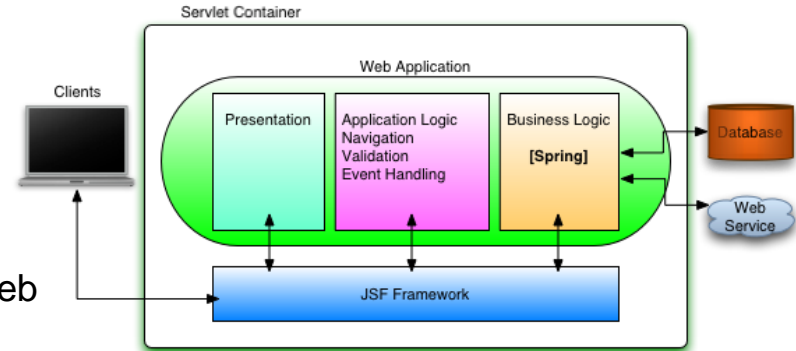 Servlet Container
Web Application
Clients
Presentation
Application Logic
Navigation
Validation
Event Handling
Business Logic
[Spring]
Database
Web
Service
eb
JSF Framework